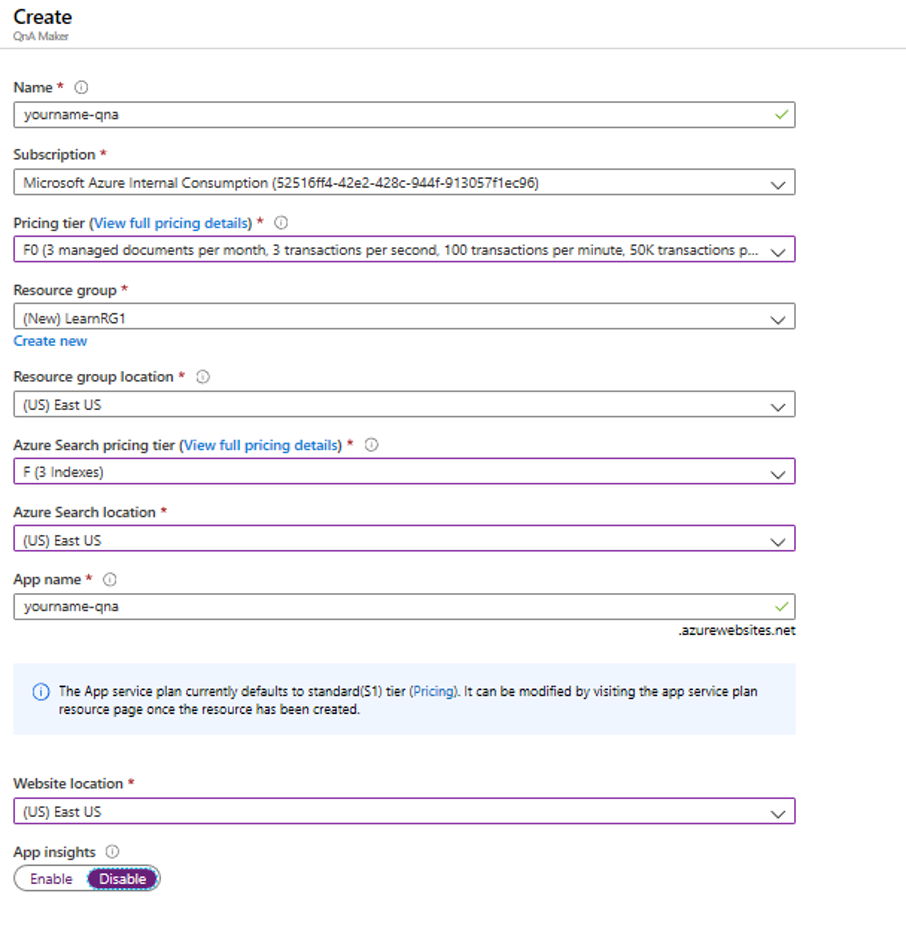 Create
QnA Maker
Name *
yourname-qna
Subscription *
Microsoft Azure Internal Consumption (52516ff4-42e2-428c-944f-913057f1ec96)
Pricing tier (View full pricing details) *
F0 (3 managed documents per month, 3 transactions per second, 100 transactions per minute, 50K transactions p...
Resource group *
(New) LearnRG1
Create new
Resource group location *
(US) East US
Azure Search pricing tier (View full pricing details) *
F (3 Indexes)
Azure Search location *
(US) East US
App name *
yourname-qna
.azurewebsites.net
The App service plan currently defaults to standard(S1) tier (Pricing). It can be modified by visiting the app service plan
resource page once the resource has been created.
Website location *
(US) East US
App insights
Enable Disable